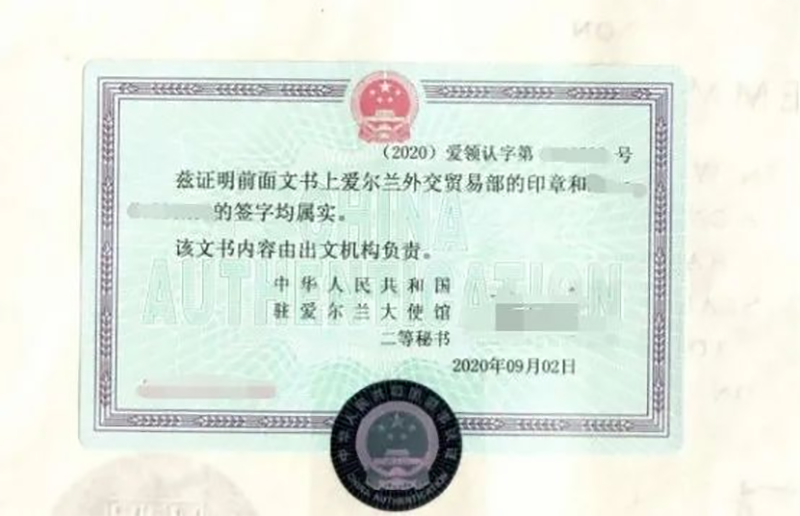 ON
（2020）爱领认字第 号
兹证明前面文书上爱尔兰外交贸易部的印章和
的签字均属实。
CHINA
该文书内容由出文机构负责。
AUTHENTICATION
中华人民共和国
驻爱尔兰大使馆
二等秘书
2020年09月02日
CHINA AUTHENTICATION